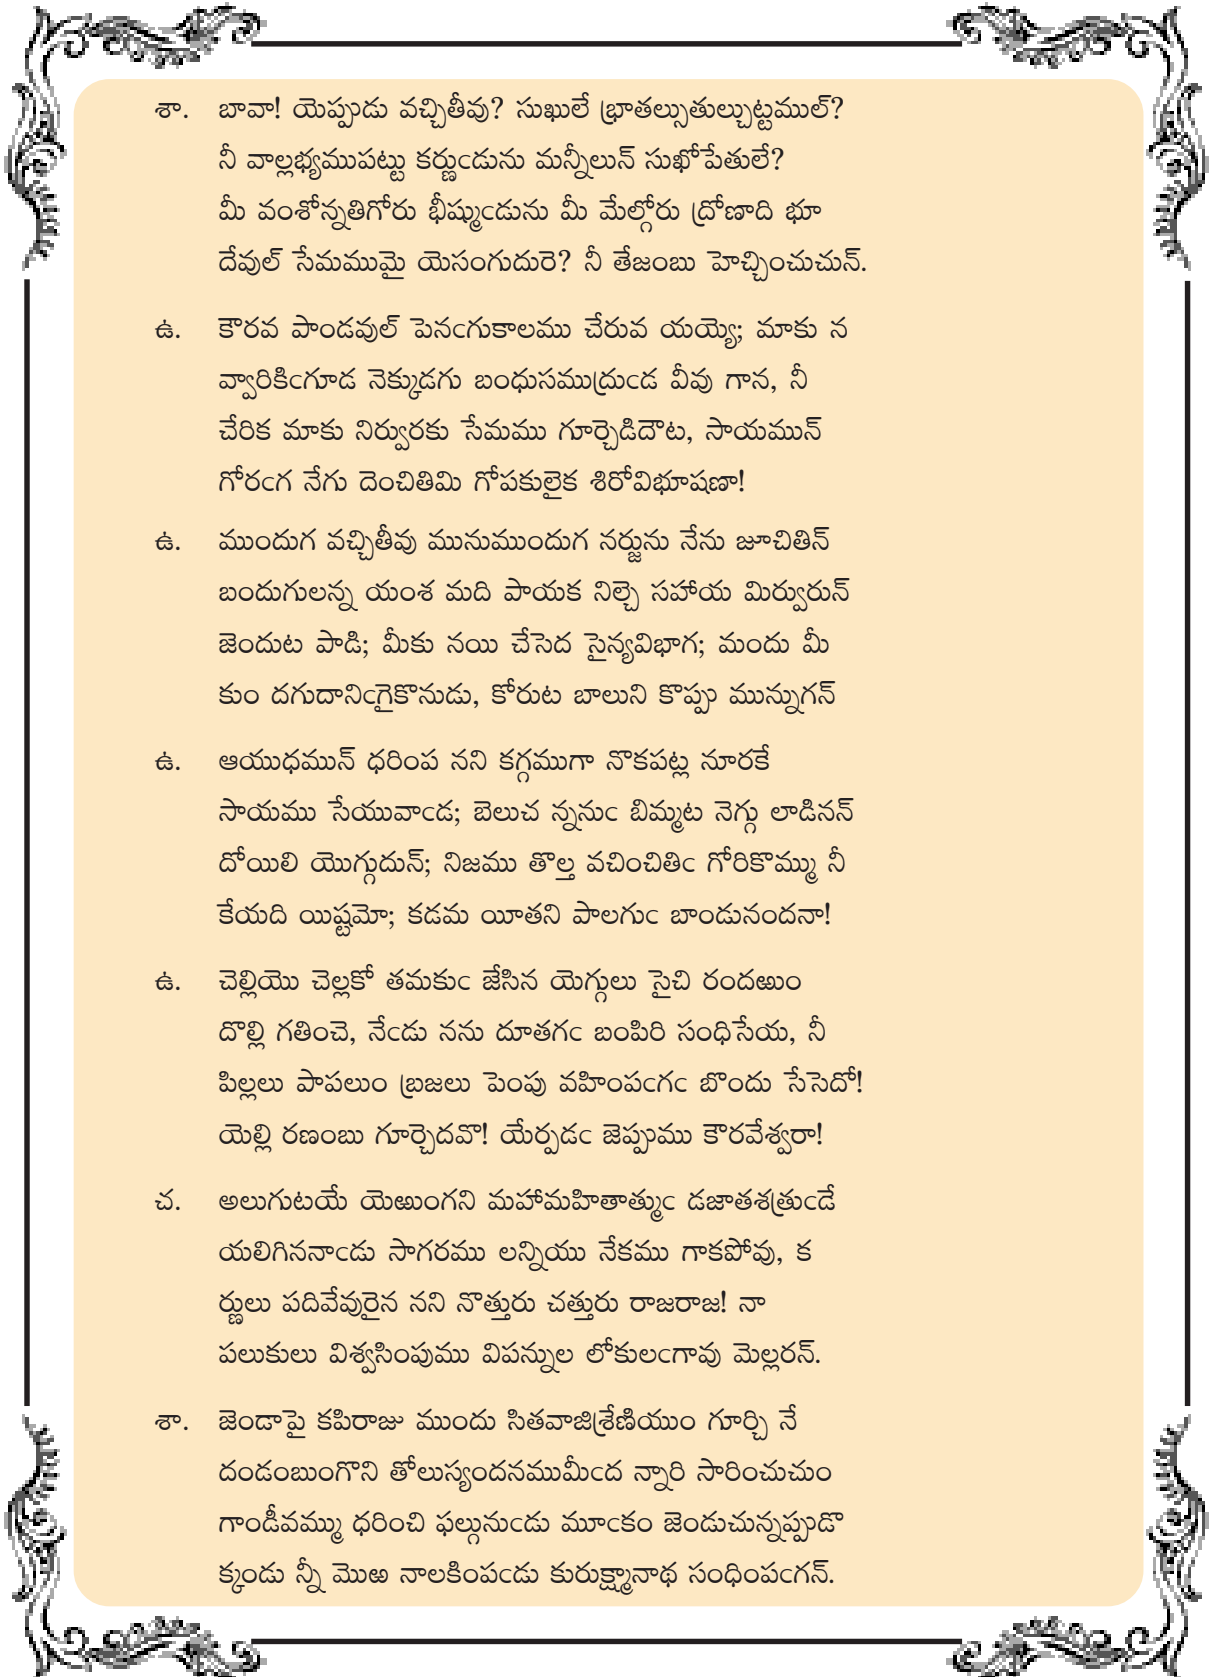 శా. బావా! యెప్పుడు వచ్చితీవు? సుఖులే భ్రాతల్సుతుల్చుట్టముల్?
నీ వాల్లభ్యముపట్టు కర్ణుఁడును మన్నీలున్ సుఖోపేతులే?
మీ వంశోన్నతిగోరు భీష్ముఁడును మీ మేల్గోరు ద్రోణాది భూ
దేవుల్ సేమముమై యెసంగుదురె? నీ తేజంబు హెచ్చించుచున్.
ఉ. కౌరవ పాండవుల్ పెనఁగుకాలము చేరువ యయ్యె; మాకు న
వ్వారికిఁగూడ నెక్కుడగు బంధుసముద్రుఁడ వీవు గాన, నీ
చేరిక మాకు నిర్వురకు సేమము గూర్చెడిదౌట, సాయమున్
గోరఁగ నేగు దెంచితిమి గోపకులైక శిరోవిభూషణా!
ఉ. ముందుగ వచ్చితీవు మునుముందుగ నర్జును నేను జూచితిన్
బందుగులన్న యంశ మది పాయక నిల్చె సహాయ మిర్వురున్
జెందుట పాడి; మీకు నయి చేసెద సైన్యవిభాగ; మందు మీ
కుం దగుదానిఁగైకొనుడు, కోరుట బాలుని కొప్పు మున్నుగన్
ఉ. ఆయుధమున్ ధరింప నని కగ్గముగా నొకపట్ల నూరకే
సాయము సేయువాఁడ; బెలుచ న్ననుఁ బిమ్మట నెగ్గు లాడినన్
దోయిలి యొగ్గుదున్; నిజము తొల్త వచించితిఁ గోరికొమ్ము నీ
కేయది యిష్టమో; కడమ యీతని పాలగుఁ బాండునందనా!
ఉ. చెల్లియొ చెల్లకో తమకుఁ జేసిన యెగ్గులు సైచి రందఱుం
దొల్లి గతించె, నేఁడు నను దూతగఁ బంపిరి సంధిసేయ, నీ
పిల్లలు పాపలుం బ్రజలు పెంపు వహింపఁగఁ బొందు సేసెదో!
యెల్లి రణంబు గూర్చెదవొ! యేర్పడఁ జెప్పుము కౌరవేశ్వరా!
చ. అలుగుటయే యెఱుంగని మహామహితాత్ముఁ డజాతశత్రుఁడే
యలిగిననాఁడు సాగరము లన్నియు నేకము గాకపోవు, క
ర్ణులు పదివేవురైన నని నొత్తురు చత్తురు రాజరాజ! నా
పలుకులు విశ్వసింపుము విపన్నుల లోకులఁగావు మెల్లరన్.
శా. జెండాపై కపిరాజు ముందు సితవాజిశ్రేణియుం గూర్చి నే
దండంబుంగొని తోలుస్యందనముమీఁద న్నారి సారించుచుం
గాండీవమ్ము ధరించి ఫల్గునుఁడు మూఁకం జెండుచున్నప్పుడొ
క్కండు న్నీ మొఱ నాలకింపఁడు కురుక్ష్మానాథ సంధింపఁగన్.